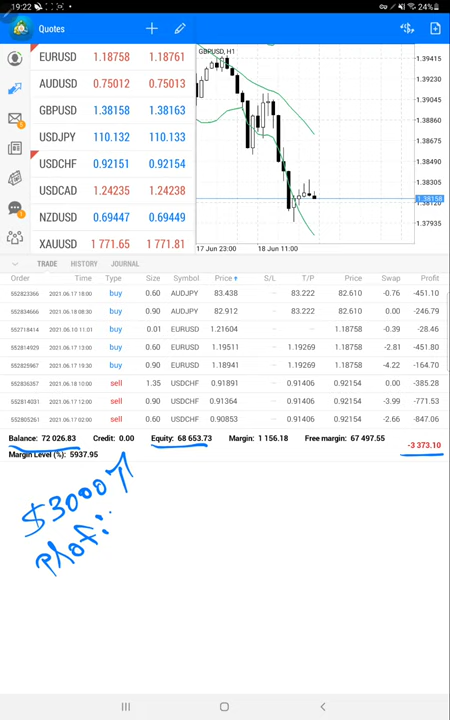 19:22
24%
Quotes
EURUSD 1.18758 1.18761
AUDUSD 0.75012 0.75013
GBPUSD 1.38158 1.38163
USDJPY 110.132 110.133
USDCHF 0.92151 0.92154
USDCAD 1.24235 1.24238
NZDUSD 0.69447 0.69449
XAUUSD 1 771.65 1 771.81
GBPUSD, H1
1.39415
1.39230
1.39045
1.38860
1.38675
1.38490
1.38305
1.38158
1.38120
1.37935
17 Jun 23:00 18 Jun 11:00
TRADE HISTORY JOURNAL
Order Time Type Size Symbol Price S/L T/P Price Swap Profit
552823366 2021.06.17 18:00 buy 0.60 AUDJPY 83.438 -- 83.222 82.610 -0.76 -451.10
552834666 2021.06.18 08:30 buy 0.90 AUDJPY 82.912 -- 83.222 82.610 0.00 -246.79
552718414 2021.06.10 11:01 buy 0.01 EURUSD 1.21604 -- -- 1.18758 -0.39 -28.46
552814929 2021.06.17 13:00 buy 0.60 EURUSD 1.19511 -- 1.19269 1.18758 -2.81 -451.80
552825967 2021.06.17 19:30 buy 0.90 EURUSD 1.18941 -- 1.19269 1.18758 -4.22 -164.70
552836357 2021.06.18 10:00 sell 1.35 USDCHF 0.91891 -- 0.91406 0.92154 0.00 -385.28
552814031 2021.06.17 12:00 sell 0.90 USDCHF 0.91364 -- 0.91406 0.92154 -3.99 -771.53
552805261 2021.06.17 02:00 sell 0.60 USDCHF 0.90853 -- 0.91406 0.92154 -2.66 -847.06
Balance: 72 026.83 Credit: 0.00 Equity: 68 653.73 Margin: 1 156.18 Free margin: 67 497.55 -3 373.10
Margin Level (%): 5937.95
$3000